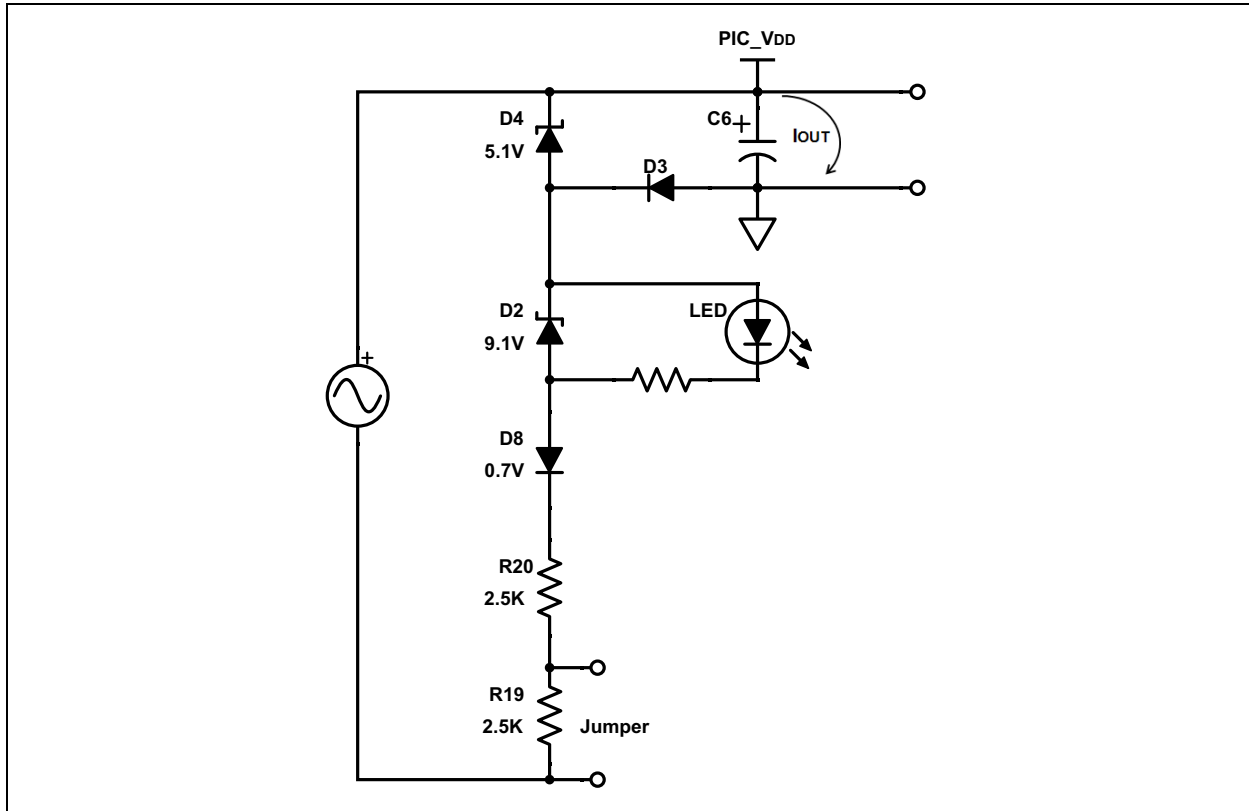 PIC_VDD
D4
5.1V
C6
+
IOUT
D3
D2
9.1V
LED
+
D8
0.7V
R20
2.5K
R19
2.5K
Jumper